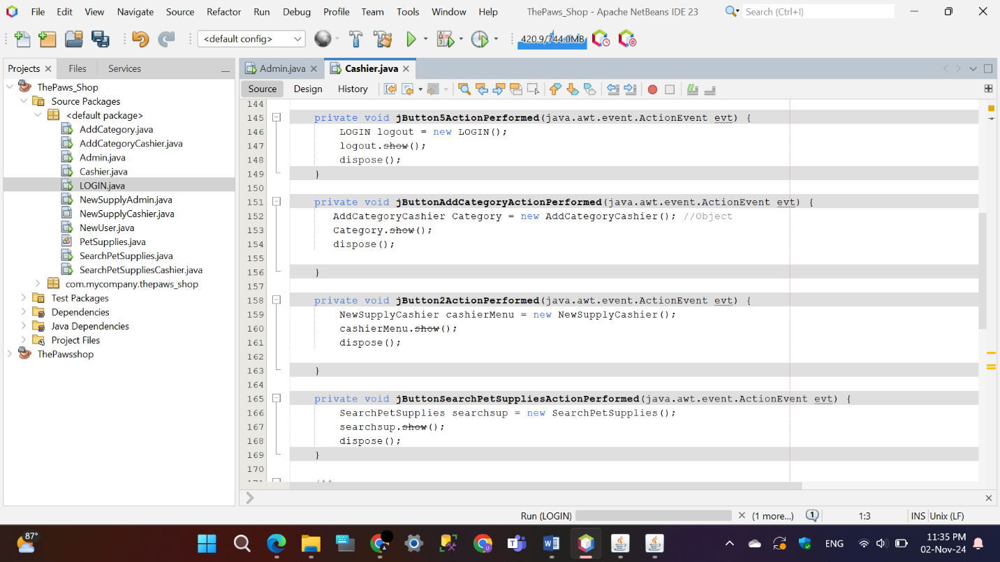 File Edit View Navigate Source Refactor Run Debug Profile Team Tools Window Help ThePaws_Shop - Apache NetBeans IDE 23 Search (Ctrl+I)
<default config> 420.9/744.0MB
Projects Files Services
ThePaws_Shop
Source Packages
<default package>
AddCategory.java
AddCategoryCashier.java
Admin.java
Cashier.java
LOGIN.java
NewSupplyAdmin.java
NewSupplyCashier.java
NewUser.java
PetSupplies.java
SearchPetSupplies.java
SearchPetSuppliesCashier.java
com.mycompany.thepaws_shop
Test Packages
Dependencies
Java Dependencies
Project Files
ThePawsshop
Admin.java Cashier.java
Source Design History
144
145 private void jButton5ActionPerformed(java.awt.event.ActionEvent evt) {
146 LOGIN logout = new LOGIN();
147 logout.show();
148 dispose();
149 }
150
151 private void jButtonAddCategoryActionPerformed(java.awt.event.ActionEvent evt) {
152 AddCategoryCashier Category = new AddCategoryCashier(); //Object
153 Category.show();
154 dispose();
155
156 }
157
158 private void jButton2ActionPerformed(java.awt.event.ActionEvent evt) {
159 NewSupplyCashier cashierMenu = new NewSupplyCashier();
160 cashierMenu.show();
161 dispose();
162
163 }
164
165 private void jButtonSearchPetSuppliesActionPerformed(java.awt.event.ActionEvent evt) {
166 SearchPetSupplies searchsup = new SearchPetSupplies();
167 searchsup.show();
168 dispose();
169 }
170
Run (LOGIN) (1 more...) 1 1:3 INS Unix (LF)
87° ENG 11:35 PM
02-Nov-24